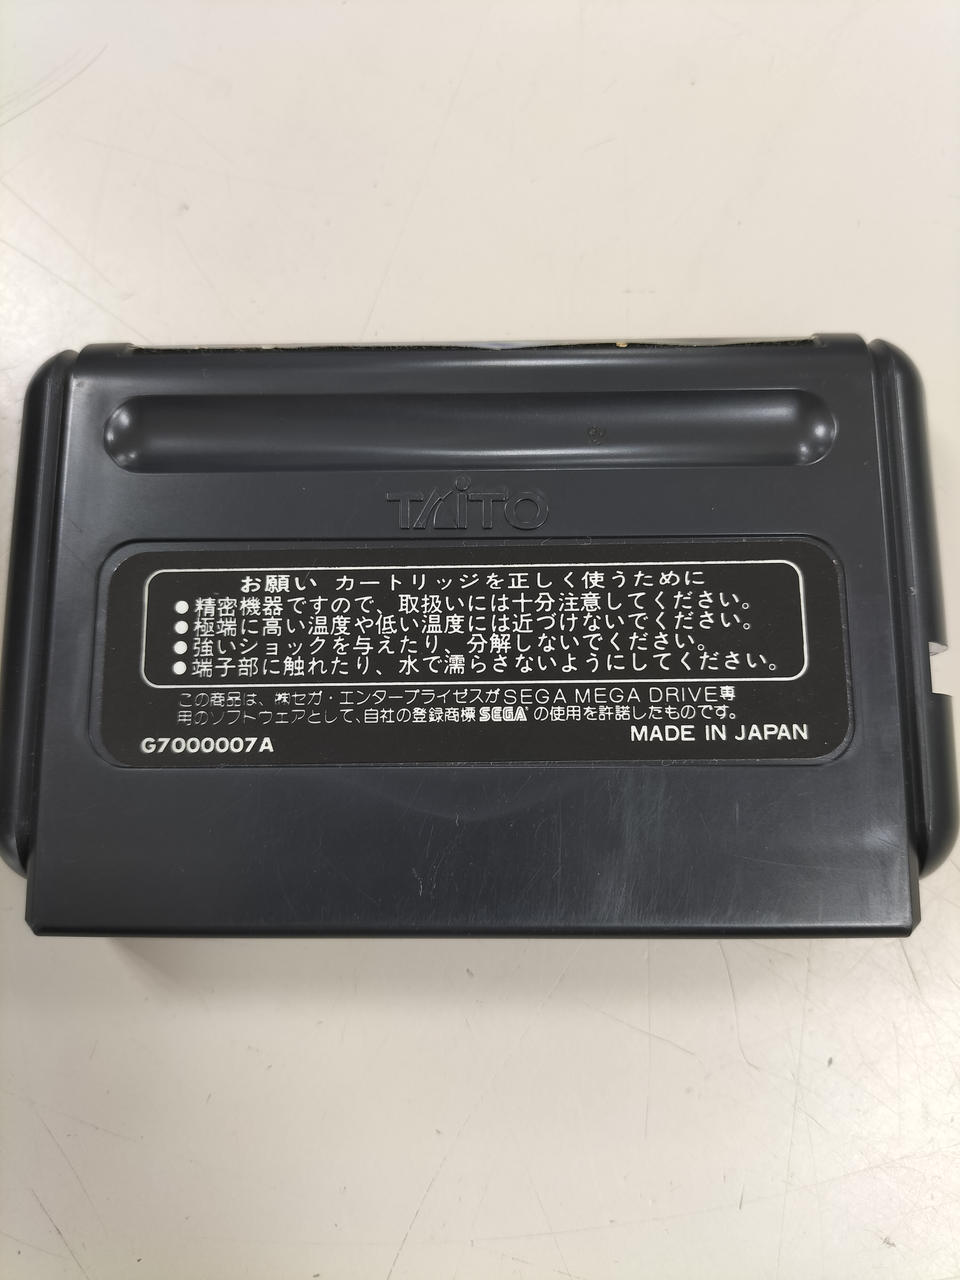 TAITO
お願い カートリッジを正しく使うために
●精密機器ですので、取扱いには十分注意してください。
●極端に高い温度や低い温度には近づけないでください。
●強いショックを与えたり、分解しないでください。
●端子部に触れたり、水で濡らさないようにしてください。
この商品は、㈱セガ・エンタープライゼスがSEGA MEGA DRIVE専
用のソフトウェアとして、自社の登録商標SEGAの使用を許諾したものです。
G7000007A
MADE IN JAPAN